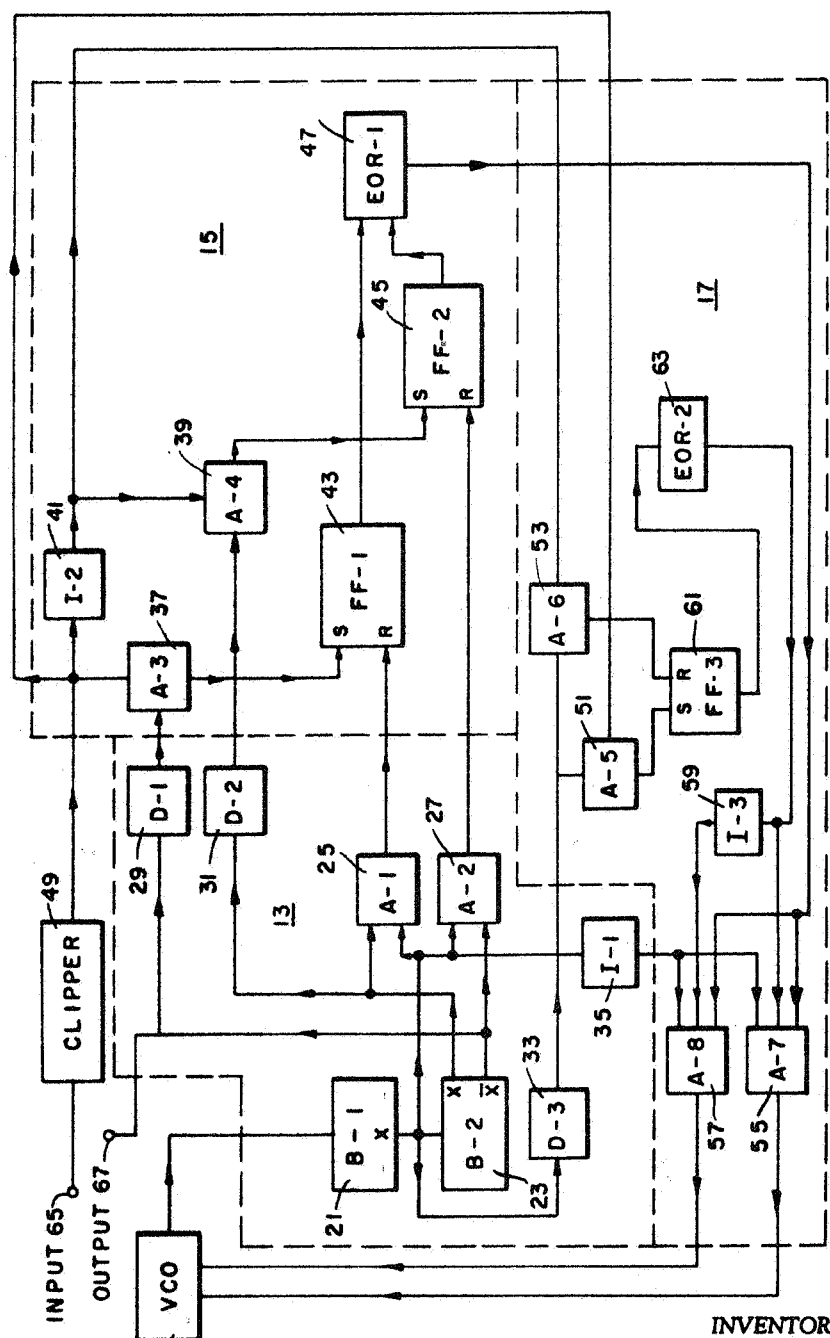 INPUT 65
OUTPUT 67
VCO
CLIPPER
49
I-2
41
15
EOR-1
47
D-1
29
A-3
37
A-4
39
D-2
31
S
FF-1
43
R
S
FF-2
45
R
13
A-1
25
A-2
27
B-1
X
21
B-2
X
X̅
23
D-3
33
I-1
35
A-6
53
A-5
51
S
R
FF-3
61
EOR-2
63
17
I-3
59
A-8
57
A-7
55
INVENTOR